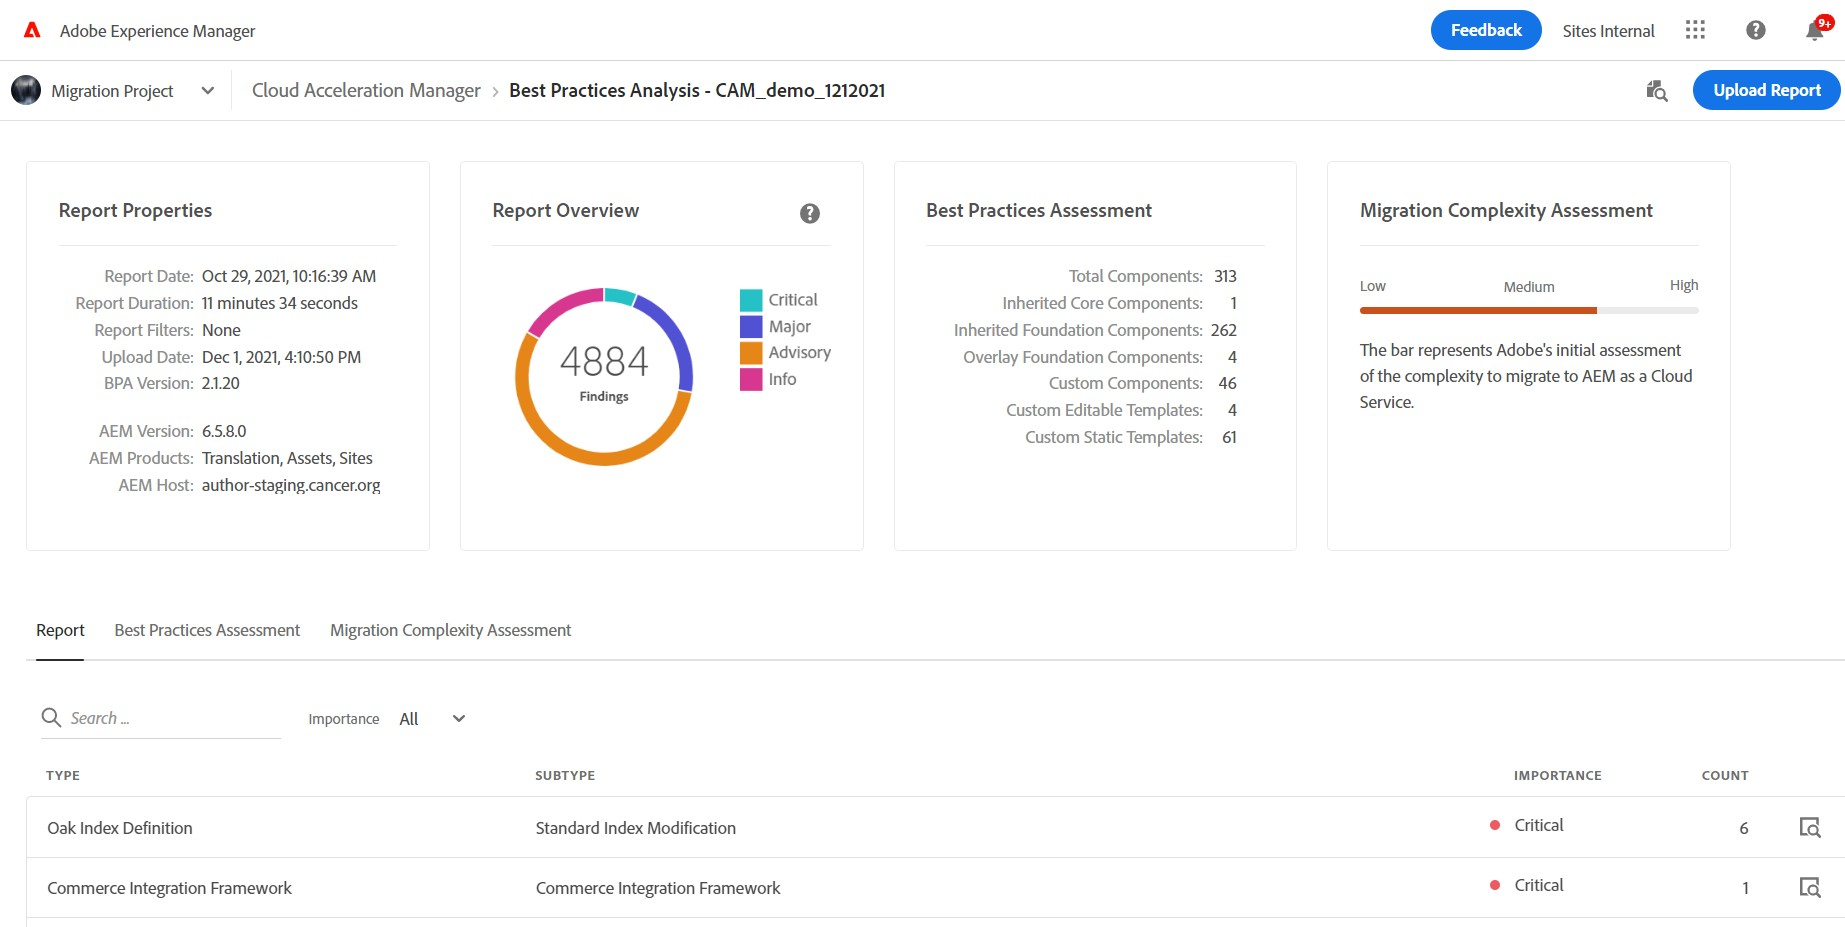 Adobe Experience Manager
Feedback
Sites Internal
9+
Migration Project
Cloud Acceleration Manager > Best Practices Analysis - CAM_demo_1212021
Upload Report
Report Properties
Report Date: Oct 29, 2021, 10:16:39 AM
Report Duration: 11 minutes 34 seconds
Report Filters: None
Upload Date: Dec 1, 2021, 4:10:50 PM
BPA Version: 2.1.20
AEM Version: 6.5.8.0
AEM Products: Translation, Assets, Sites
AEM Host: author-staging.cancer.org
Report Overview
?
4884
Findings
Critical
Major
Advisory
Info
Best Practices Assessment
Total Components: 313
Inherited Core Components: 1
Inherited Foundation Components: 262
Overlay Foundation Components: 4
Custom Components: 46
Custom Editable Templates: 4
Custom Static Templates: 61
Migration Complexity Assessment
Low Medium High
The bar represents Adobe's initial assessment
of the complexity to migrate to AEM as a Cloud
Service.
Report Best Practices Assessment Migration Complexity Assessment
Search ... Importance All
TYPE SUBTYPE IMPORTANCE COUNT
Oak Index Definition Standard Index Modification Critical 6
Commerce Integration Framework Commerce Integration Framework Critical 1